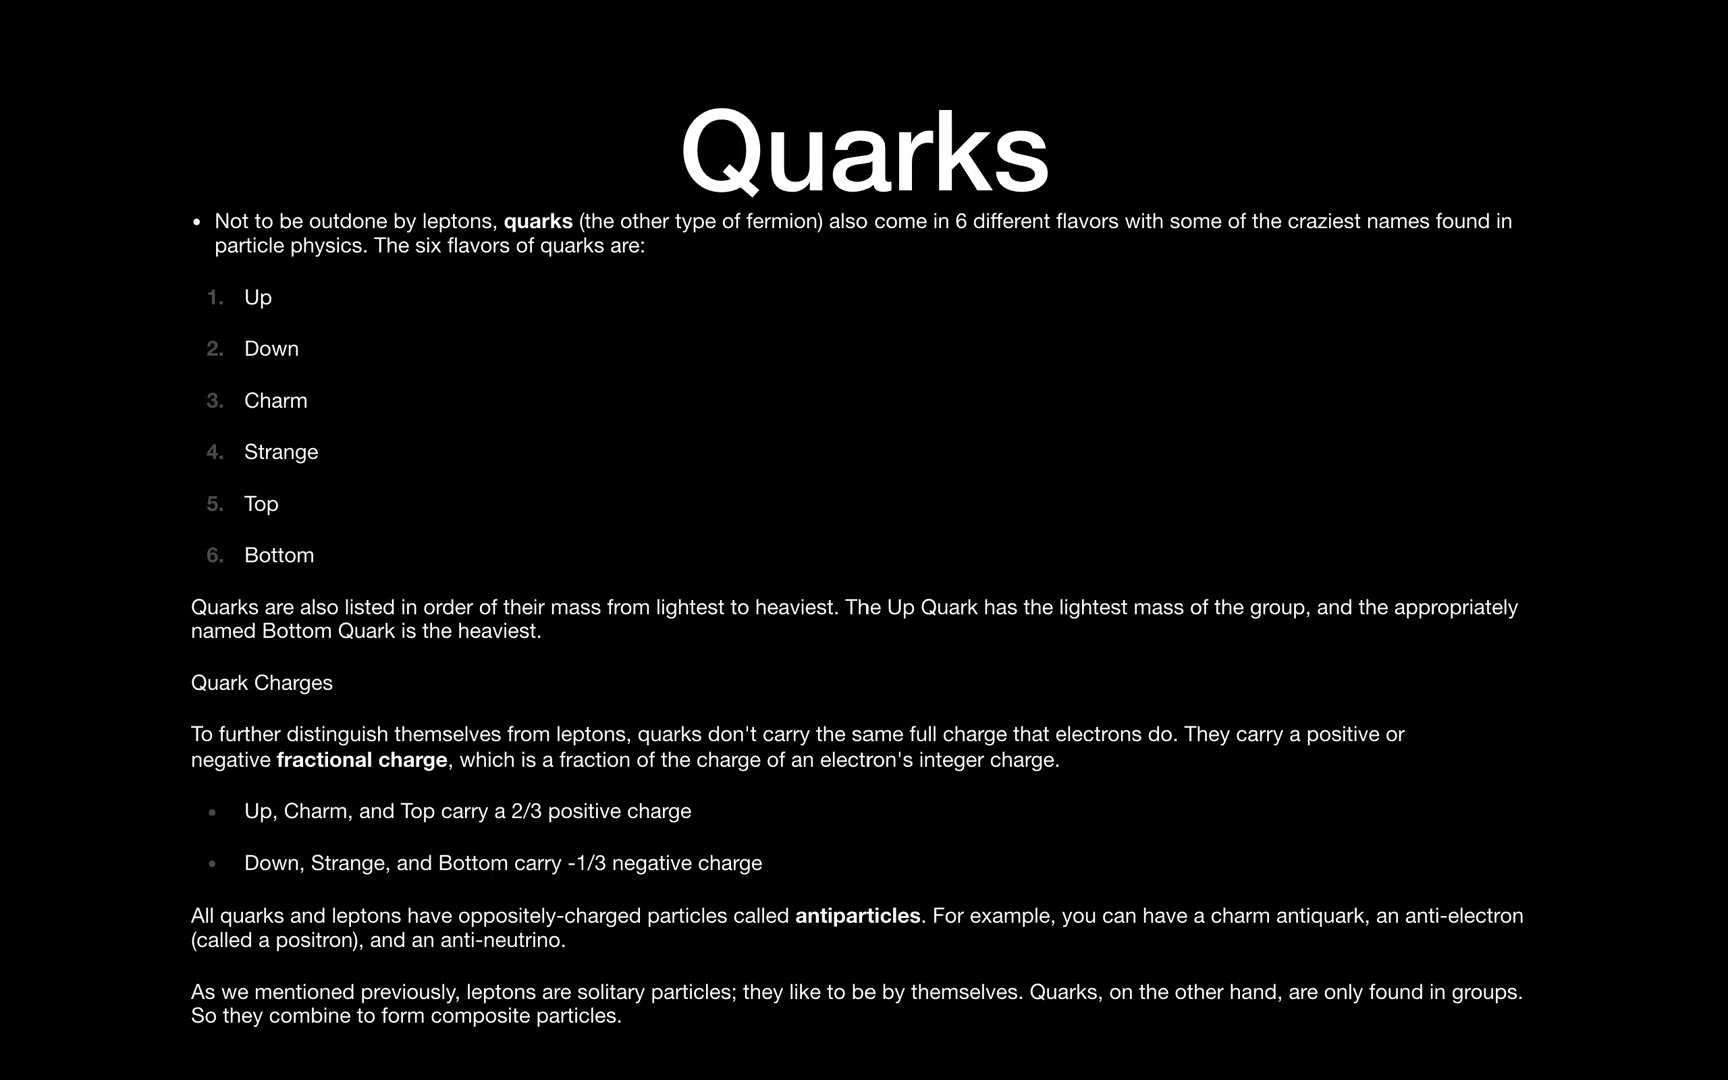 Quarks
• Not to be outdone by leptons, quarks (the other type of fermion) also come in 6 different flavors with some of the craziest names found in
particle physics. The six flavors of quarks are:
1. Up
2. Down
3. Charm
4. Strange
5. Top
6. Bottom
Quarks are also listed in order of their mass from lightest to heaviest. The Up Quark has the lightest mass of the group, and the appropriately
named Bottom Quark is the heaviest.
Quark Charges
To further distinguish themselves from leptons, quarks don't carry the same full charge that electrons do. They carry a positive or
negative fractional charge, which is a fraction of the charge of an electron's integer charge.
• Up, Charm, and Top carry a 2/3 positive charge
• Down, Strange, and Bottom carry -1/3 negative charge
All quarks and leptons have oppositely-charged particles called antiparticles. For example, you can have a charm antiquark, an anti-electron
(called a positron), and an anti-neutrino.
As we mentioned previously, leptons are solitary particles; they like to be by themselves. Quarks, on the other hand, are only found in groups.
So they combine to form composite particles.